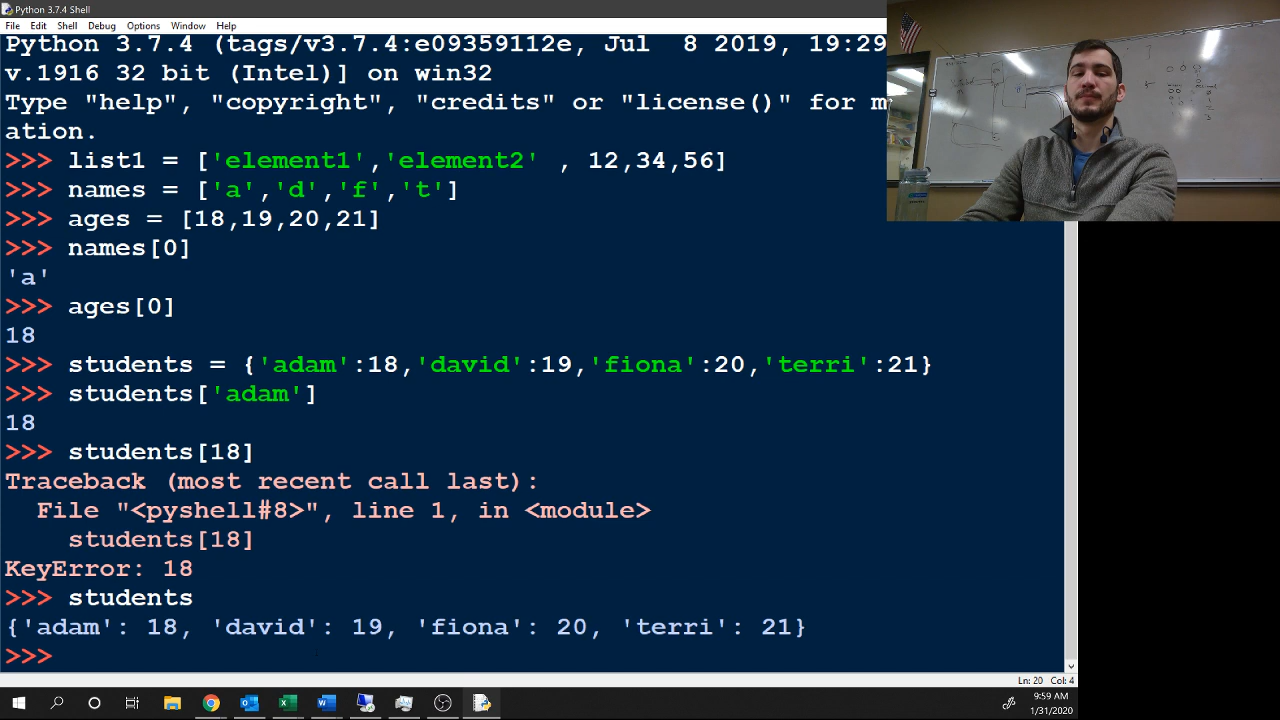 Python 3.7.4 Shell
File Edit Shell Debug Options Window Help
Python 3.7.4 (tags/v3.7.4:e09359112e, Jul  8 2019, 19:29
v.1916 32 bit (Intel)] on win32
Type "help", "copyright", "credits" or "license()" for m
ation.
>>> list1 = ['element1','element2' , 12,34,56]
>>> names = ['a','d','f','t']
>>> ages = [18,19,20,21]
>>> names[0]
'a'
>>> ages[0]
18
>>> students = {'adam':18,'david':19,'fiona':20,'terri':21}
>>> students['adam']
18
>>> students[18]
Traceback (most recent call last):
  File "<pyshell#8>", line 1, in <module>
    students[18]
KeyError: 18
>>> students
{'adam': 18, 'david': 19, 'fiona': 20, 'terri': 21}
>>>
Ln: 20 Col: 4
9:59 AM
1/31/2020